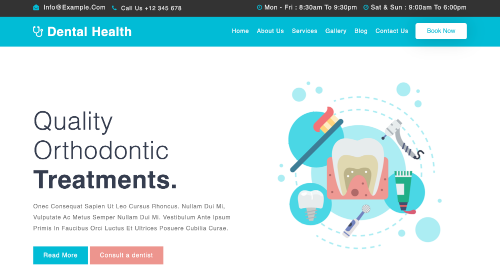 Info@Example.Com Call Us +12 345 678 Mon - Fri : 8:30am To 9:30pm Sat & Sun : 9:00am To 6:00pm
Dental Health Home About Us Services Gallery Blog Contact Us Book Now
Quality
Orthodontic
Treatments.
Onec Consequat Sapien Ut Leo Cursus Rhoncus. Nullam Dui Mi,
Vulputate Ac Metus Semper Nullam Dui Mi. Vestibulum Ante Ipsum
Primis In Faucibus Orci Luctus Et Ultrices Posuere Cubilia Curae.
Read More Consult a dentist